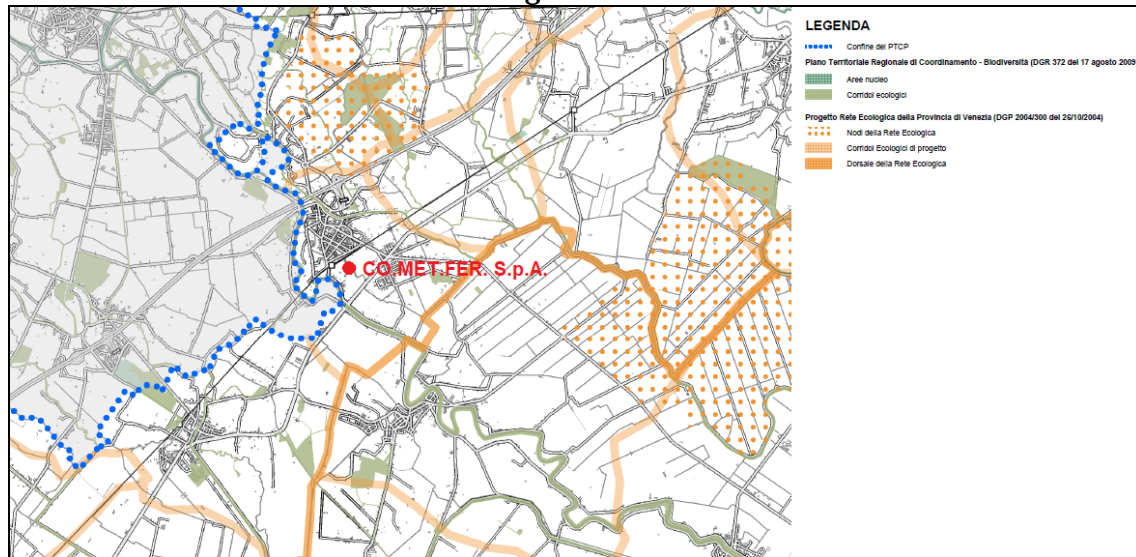 CO.MET.FER. S.p.A.
LEGENDA
Confine del PTCP
Piano Territoriale Regionale di Coordinamento - Biodiversità (DGR 372 del 17 agosto 2009
Aree nucleo
Corridoi ecologici
Progetto Rete Ecologica della Provincia di Venezia (DGP 2004/300 del 26/10/2004)
Nodi della Rete Ecologica
Corridoi Ecologici di progetto
Dorsale della Rete Ecologica